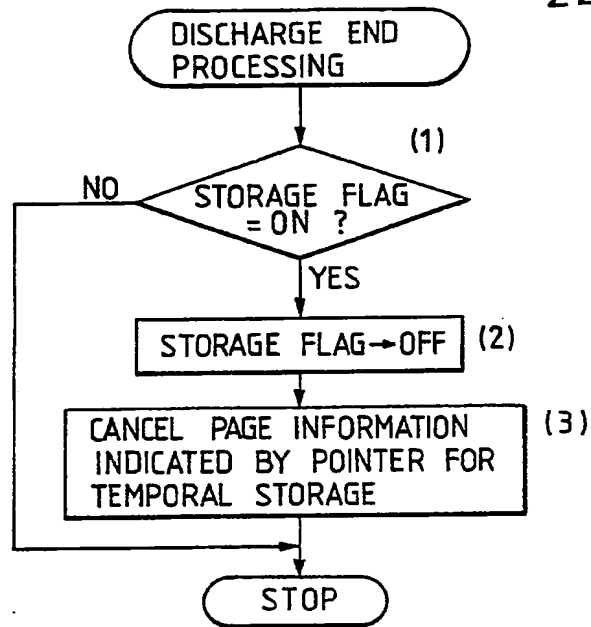 DISCHARGE END
PROCESSING
(1)
NO
STORAGE FLAG
=ON ?
YES
STORAGE FLAG→OFF
(2)
CANCEL PAGE INFORMATION
INDICATED BY POINTER FOR
TEMPORAL STORAGE
(3)
STOP